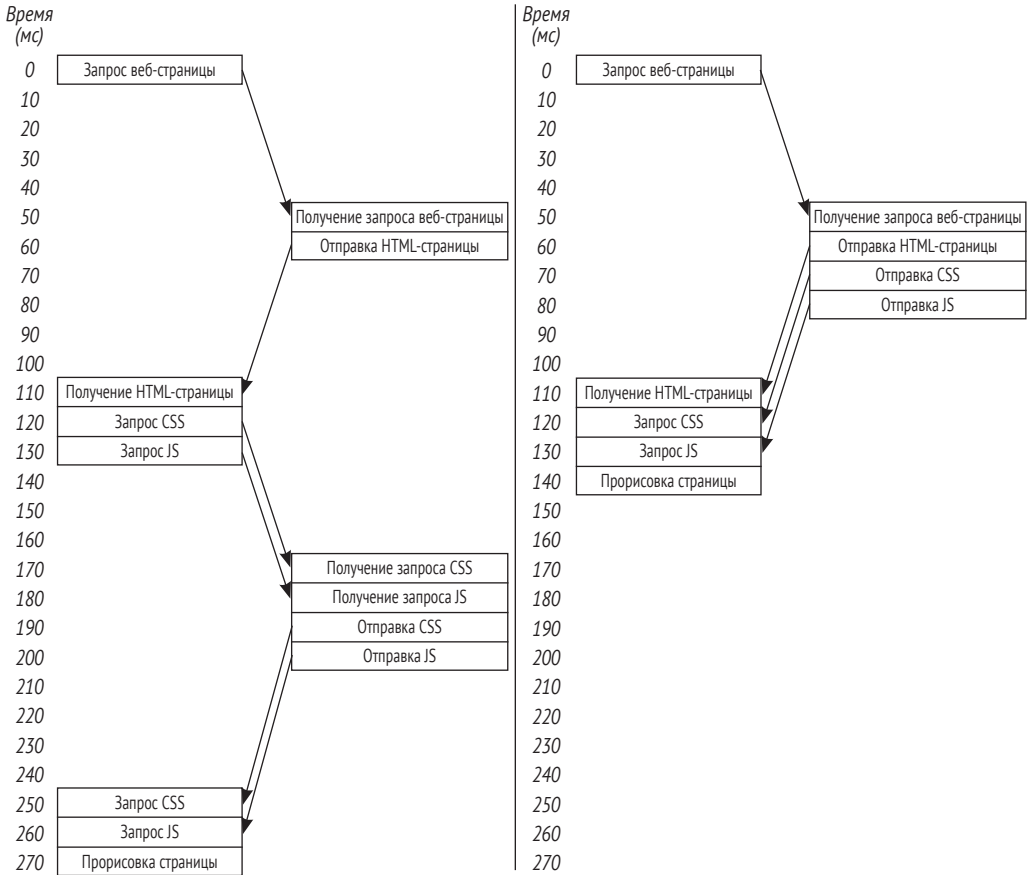 Время
(мс)
0 Запрос веб-страницы
10
20
30
40
50 Получение запроса веб-страницы
60 Отправка HTML-страницы
70
80
90
100
110 Получение HTML-страницы
120 Запрос CSS
130 Запрос JS
140
150
160
170 Получение запроса CSS
180 Получение запроса JS
190 Отправка CSS
200 Отправка JS
210
220
230
240
250 Запрос CSS
260 Запрос JS
270 Прорисовка страницы
Время
(мс)
0 Запрос веб-страницы
10
20
30
40
50 Получение запроса веб-страницы
60 Отправка HTML-страницы
70 Отправка CSS
80 Отправка JS
90
100
110 Получение HTML-страницы
120 Запрос CSS
130 Запрос JS
140 Прорисовка страницы
150
160
170
180
190
200
210
220
230
240
250
260
270